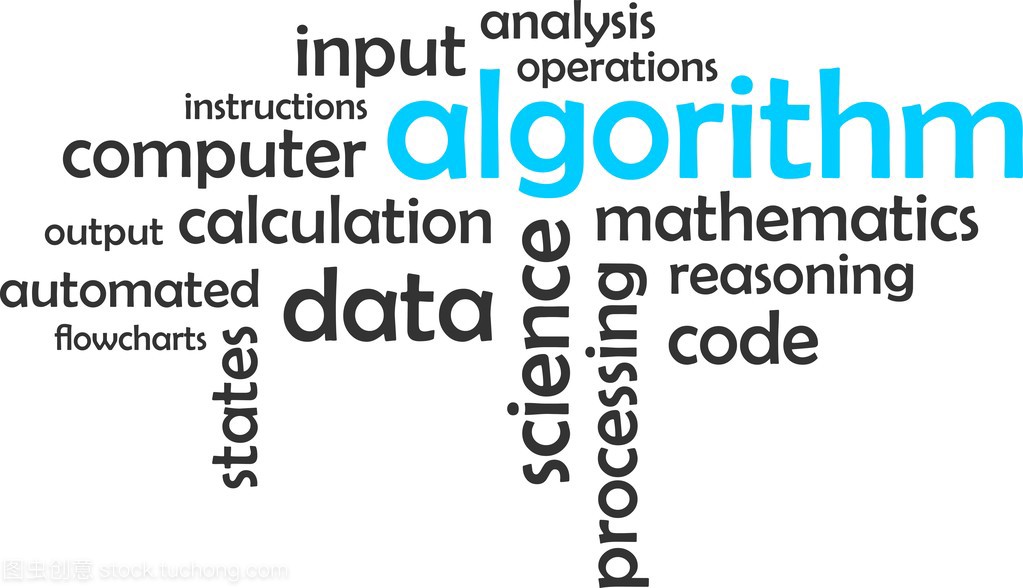 analysis
input
operations
algorithm
instructions
computer
mathematics
output
calculation
reasoning
automated
data
code
flowcharts
states
science
processing
图虫创意 stock.tuchong.com